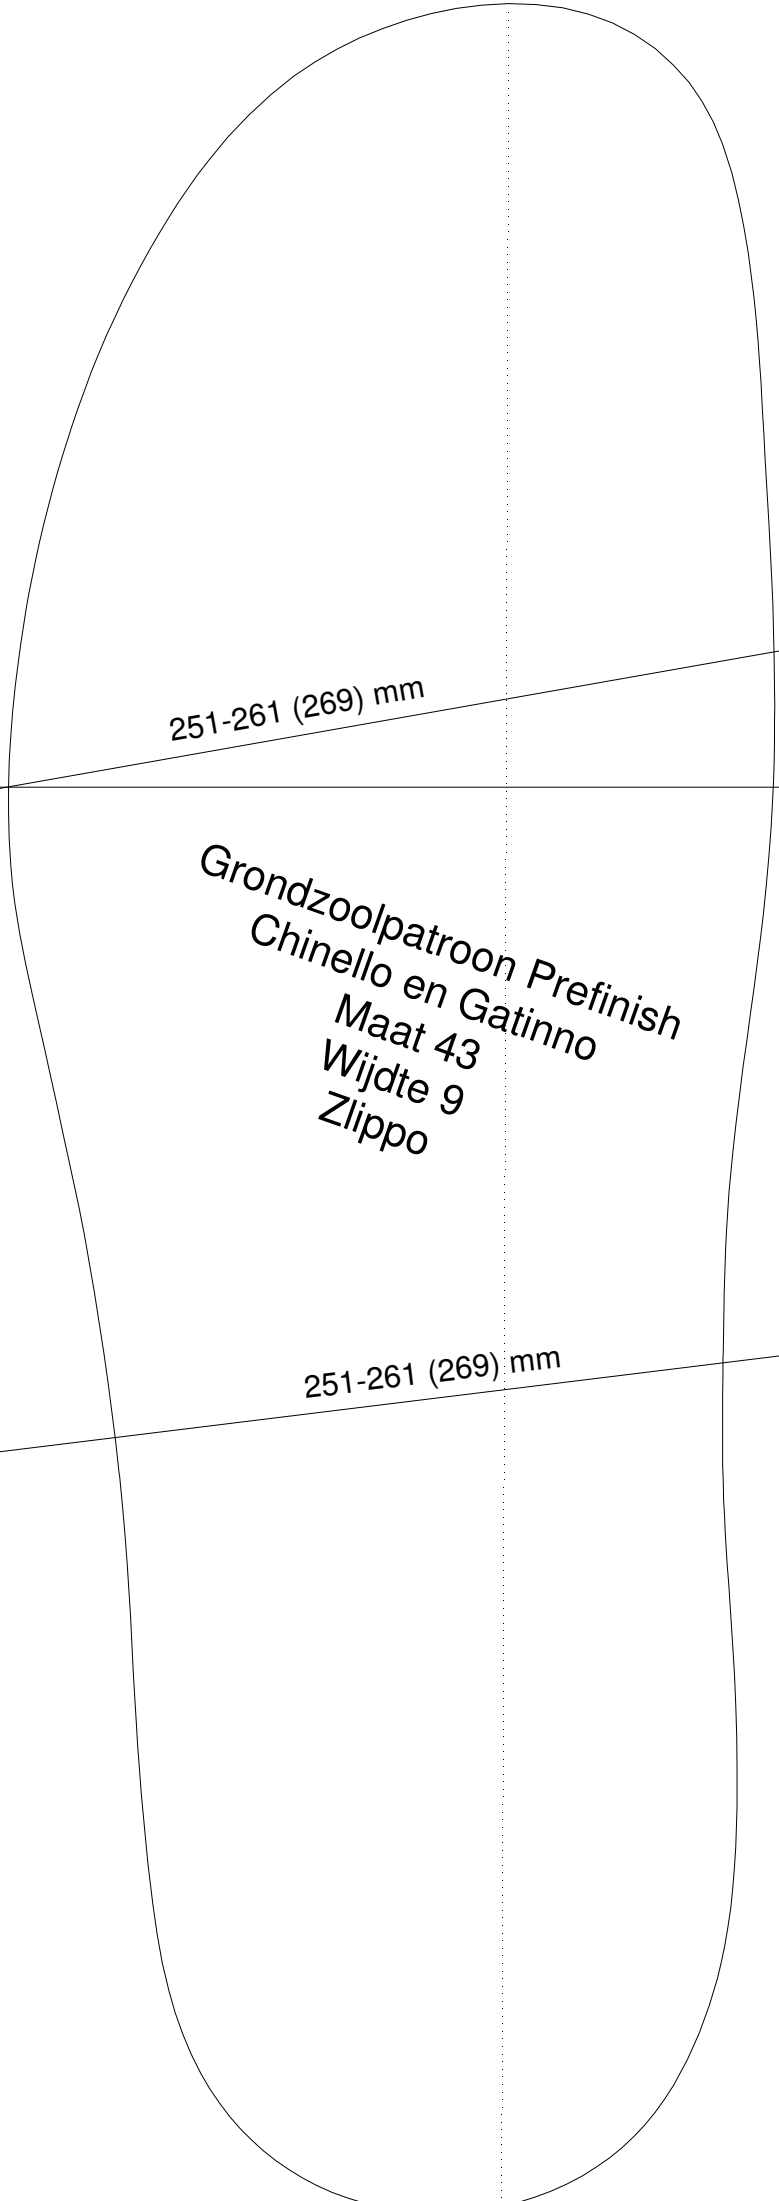 251-261 (269) mm
Grondzoolpatroon Prefinish
Chinello en Gatinno
Maat 43
Wijdte 9
Zlippo
251-261 (269) mm